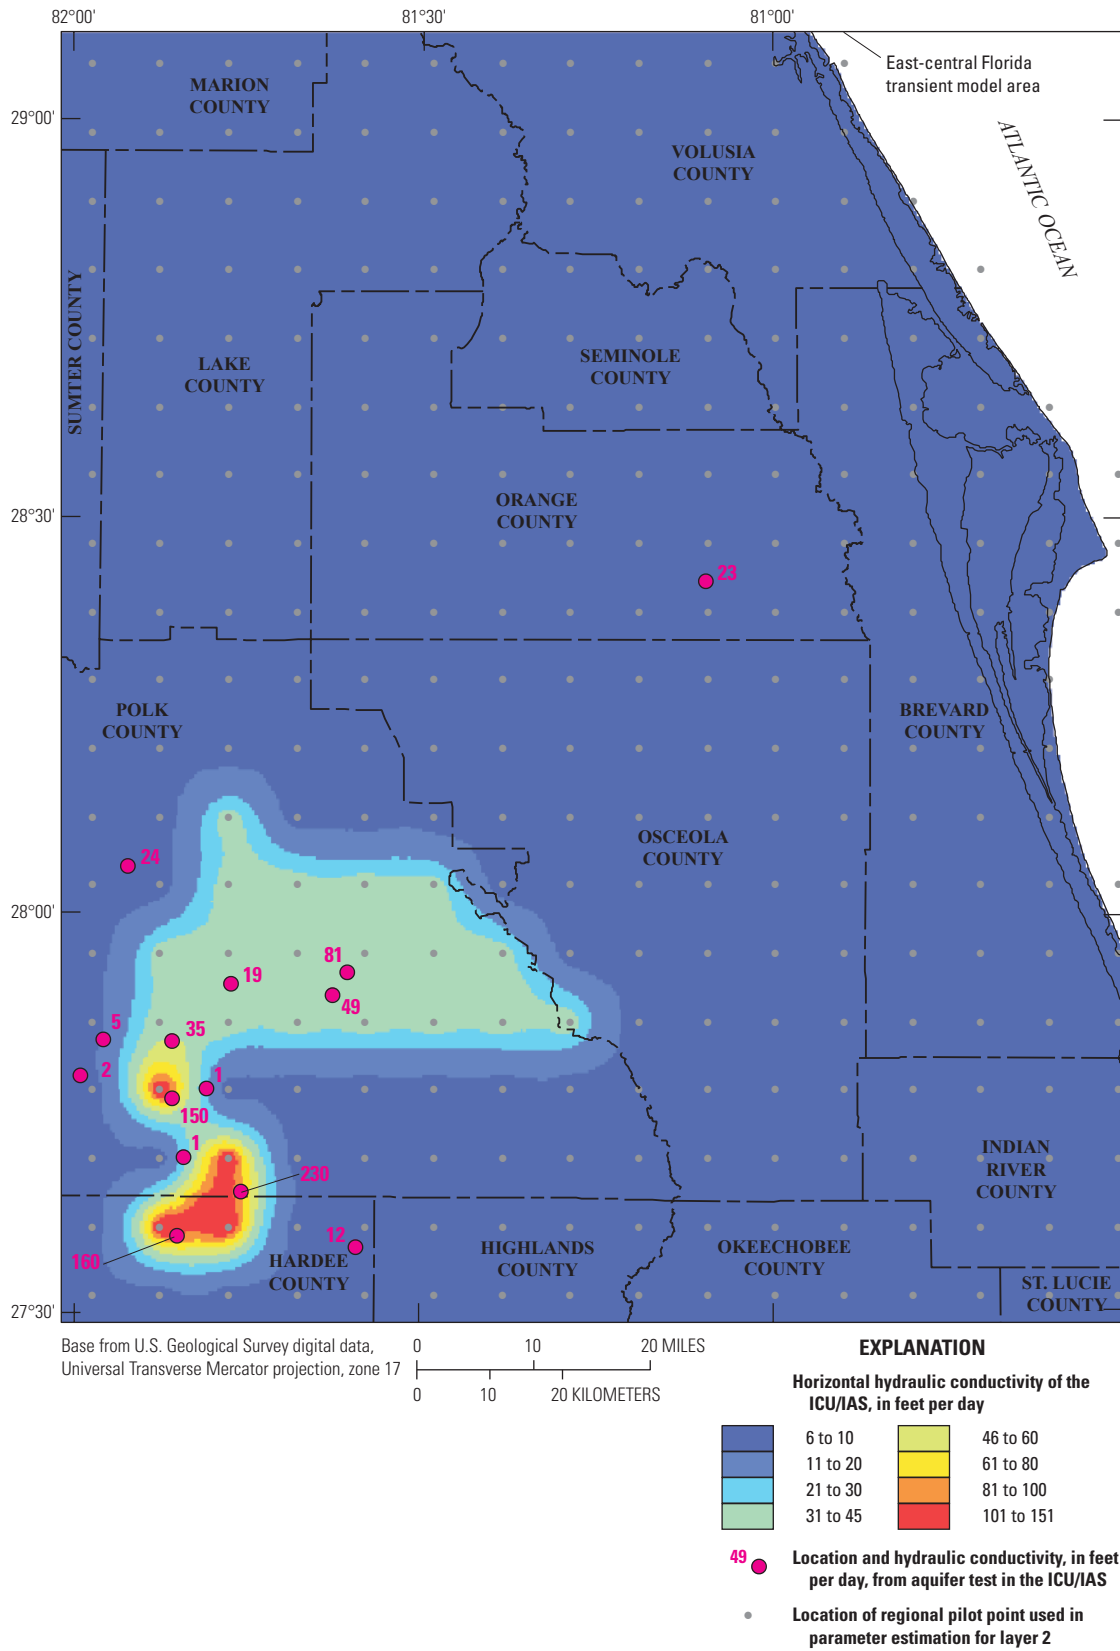 82°00'
81°30'
81°00'
East-central Florida
transient model area
MARION
COUNTY
29°00'
ATLANTIC OCEAN
VOLUSIA
COUNTY
SUMTER COUNTY
LAKE
COUNTY
SEMINOLE
COUNTY
ORANGE
COUNTY
28°30'
23
POLK
COUNTY
BREVARD
COUNTY
OSCEOLA
COUNTY
24
28°00'
81
19
49
5
35
2
1
150
1
230
INDIAN
RIVER
COUNTY
12
160
HARDEE
COUNTY
HIGHLANDS
COUNTY
OKEECHOBEE
COUNTY
ST. LUCIE
COUNTY
27°30'
Base from U.S. Geological Survey digital data,
Universal Transverse Mercator projection, zone 17
0 10 20 MILES
0 10 20 KILOMETERS
EXPLANATION
Horizontal hydraulic conductivity of the
ICU/IAS, in feet per day
6 to 10
11 to 20
21 to 30
31 to 45
46 to 60
61 to 80
81 to 100
101 to 151
49
Location and hydraulic conductivity, in feet
per day, from aquifer test in the ICU/IAS
Location of regional pilot point used in
parameter estimation for layer 2